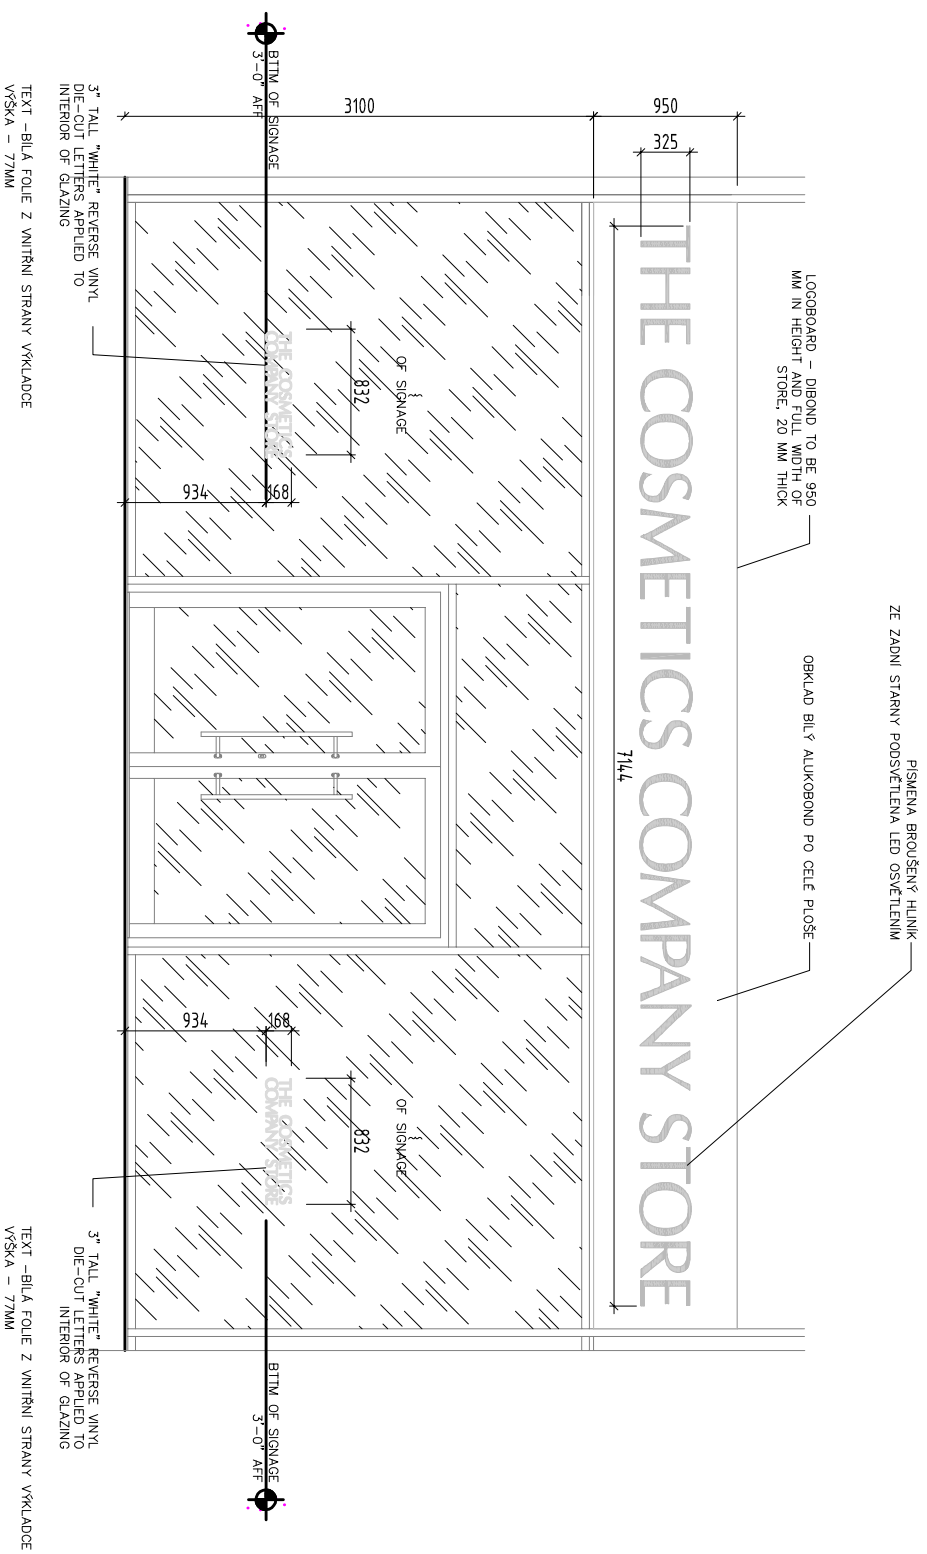 ZE ZADNÍ STARNY PODSVĚTLENA LED OSVĚTLENÍM
PÍSMENA BROUŠENÝ HLINÍK
LOGOBOARD – DIBOND TO BE 950
MM IN HEIGHT AND FULL WIDTH OF
STORE, 20 MM THICK
OBKLAD BÍLÝ ALUKOBOND PO CELÉ PLOŠE
950
325
THE COSMETICS COMPANY STORE
7144
3100
OF SIGNAGE
832
THE COSMETICS
COMPANY STORE
168
934
OF SIGNAGE
832
THE COSMETICS
COMPANY STORE
168
934
BTTM OF SIGNAGE
3'-0" AFF
BTTM OF SIGNAGE
3'-0" AFF
3" TALL "WHITE" REVERSE VINYL
DIE-CUT LETTERS APPLIED TO
INTERIOR OF GLAZING
TEXT –BÍLÁ FOLIE Z VNITŘNÍ STRANY VÝKLADCE
VÝŠKA – 77MM
3" TALL "WHITE" REVERSE VINYL
DIE-CUT LETTERS APPLIED TO
INTERIOR OF GLAZING
TEXT –BÍLÁ FOLIE Z VNITŘNÍ STRANY VÝKLADCE
VÝŠKA – 77MM